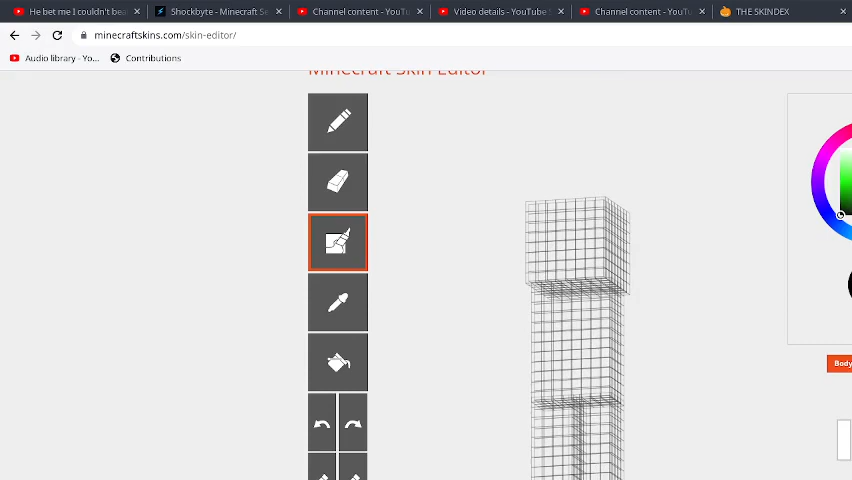 He bet me I couldn't bea
Shockbyte - Minecraft Se
Channel content - YouTu
Video details - YouTube
Channel content - YouTu
THE SKINDEX
minecraftskins.com/skin-editor/
Audio library - Yo...
Contributions
Minecraft Skin Editor
Body